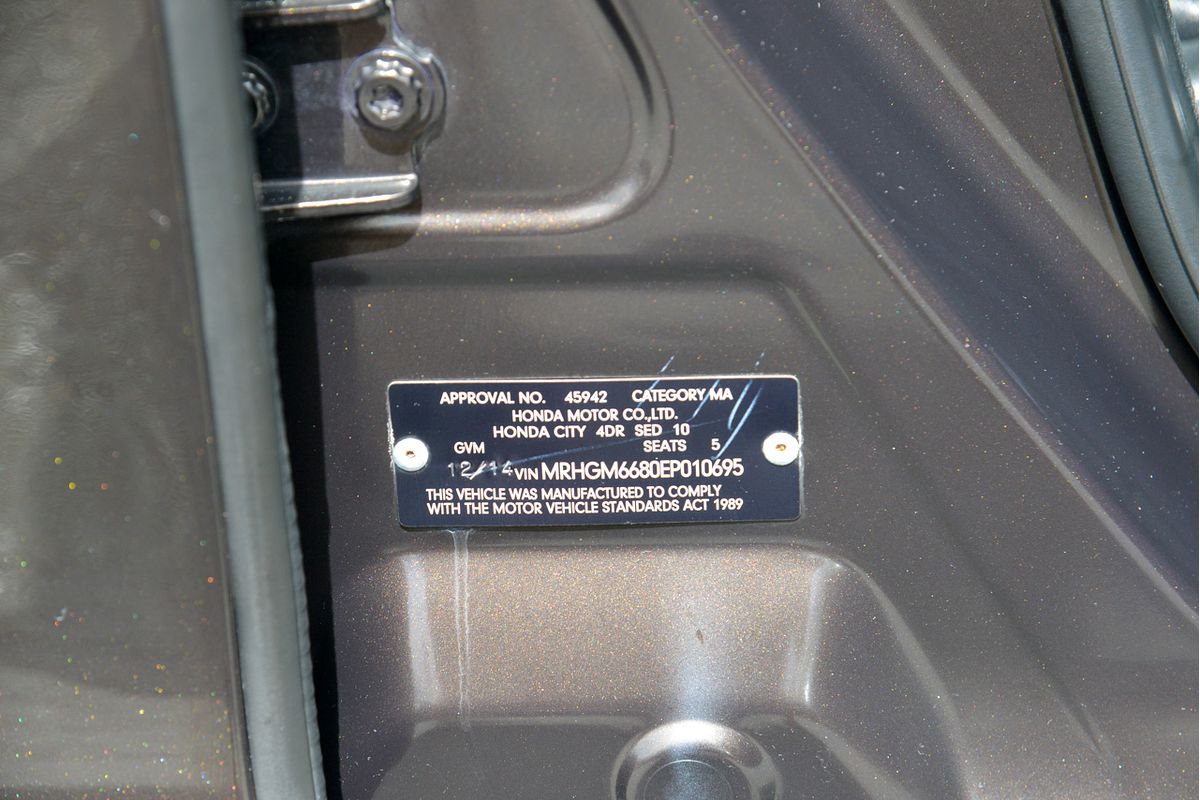 APPROVAL NO. 45942 CATEGORY MA
HONDA MOTOR CO.,LTD.
HONDA CITY 4DR SED 10
GVM SEATS 5
12/14 VIN MRHGM6680EP010695
THIS VEHICLE WAS MANUFACTURED TO COMPLY
WITH THE MOTOR VEHICLE STANDARDS ACT 1989